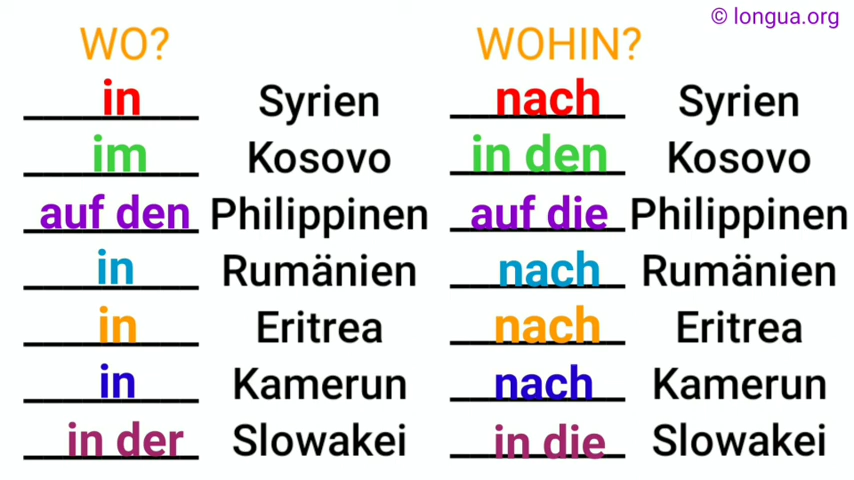 © longua.org
WO? WOHIN?
in Syrien nach Syrien
im Kosovo in den Kosovo
auf den Philippinen auf die Philippinen
in Rumänien nach Rumänien
in Eritrea nach Eritrea
in Kamerun nach Kamerun
in der Slowakei in die Slowakei